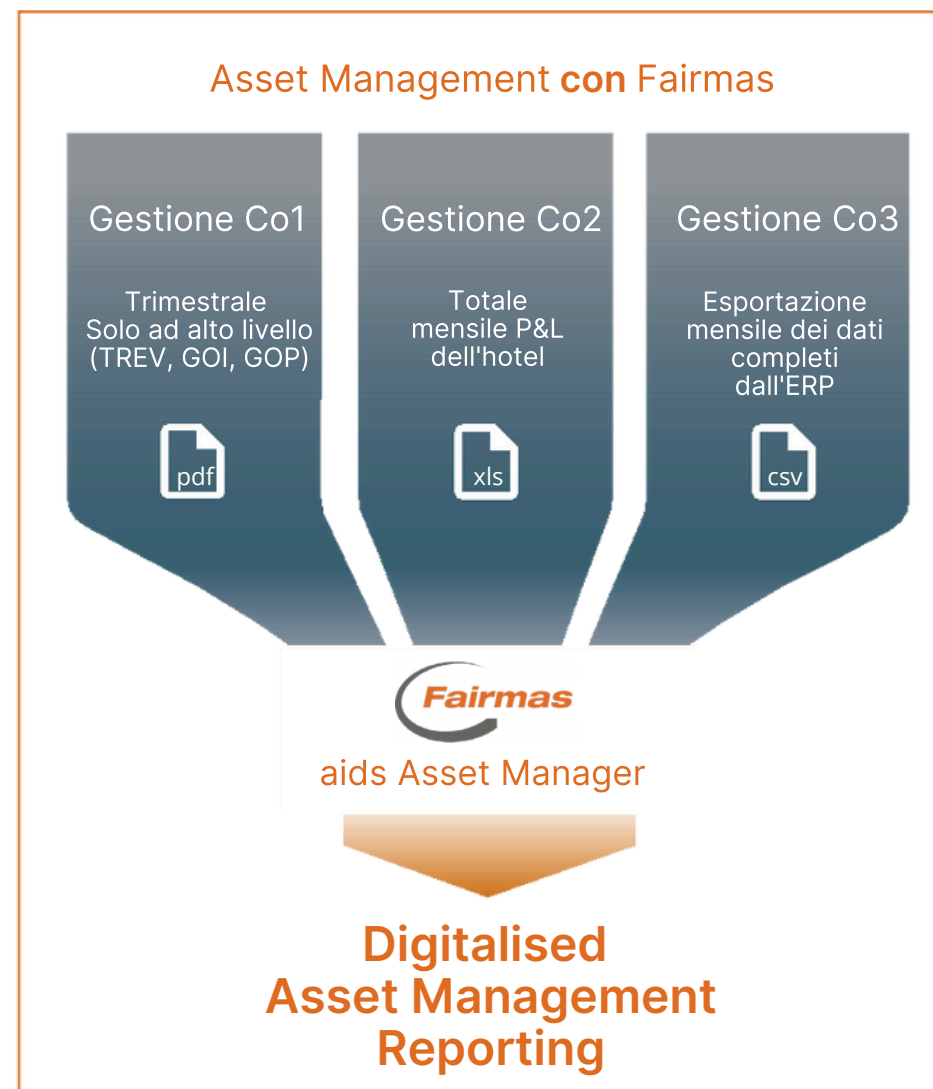 Asset Management con Fairmas
Gestione Co1
Trimestrale
Solo ad alto livello
(TREV, GOI, GOP)
pdf
Gestione Co2
Totale
mensile P&L
dell'hotel
xls
Gestione Co3
Esportazione
mensile dei dati
completi
dall'ERP
csv
Fairmas
aids Asset Manager
Digitalised
Asset Management
Reporting